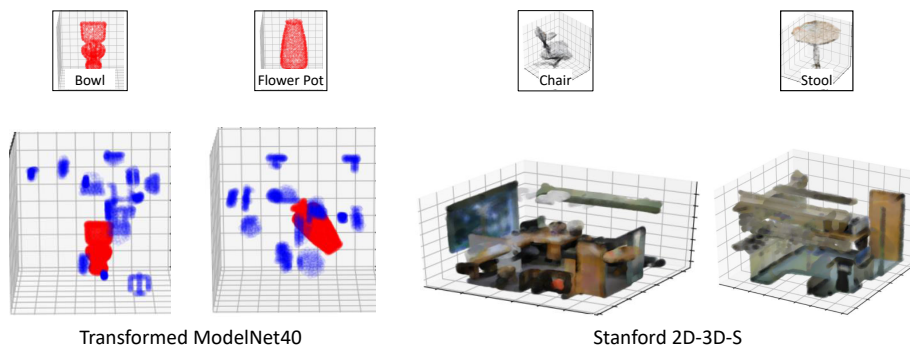 Bowl
Flower Pot
Chair
Stool
Transformed ModelNet40
Stanford 2D-3D-S